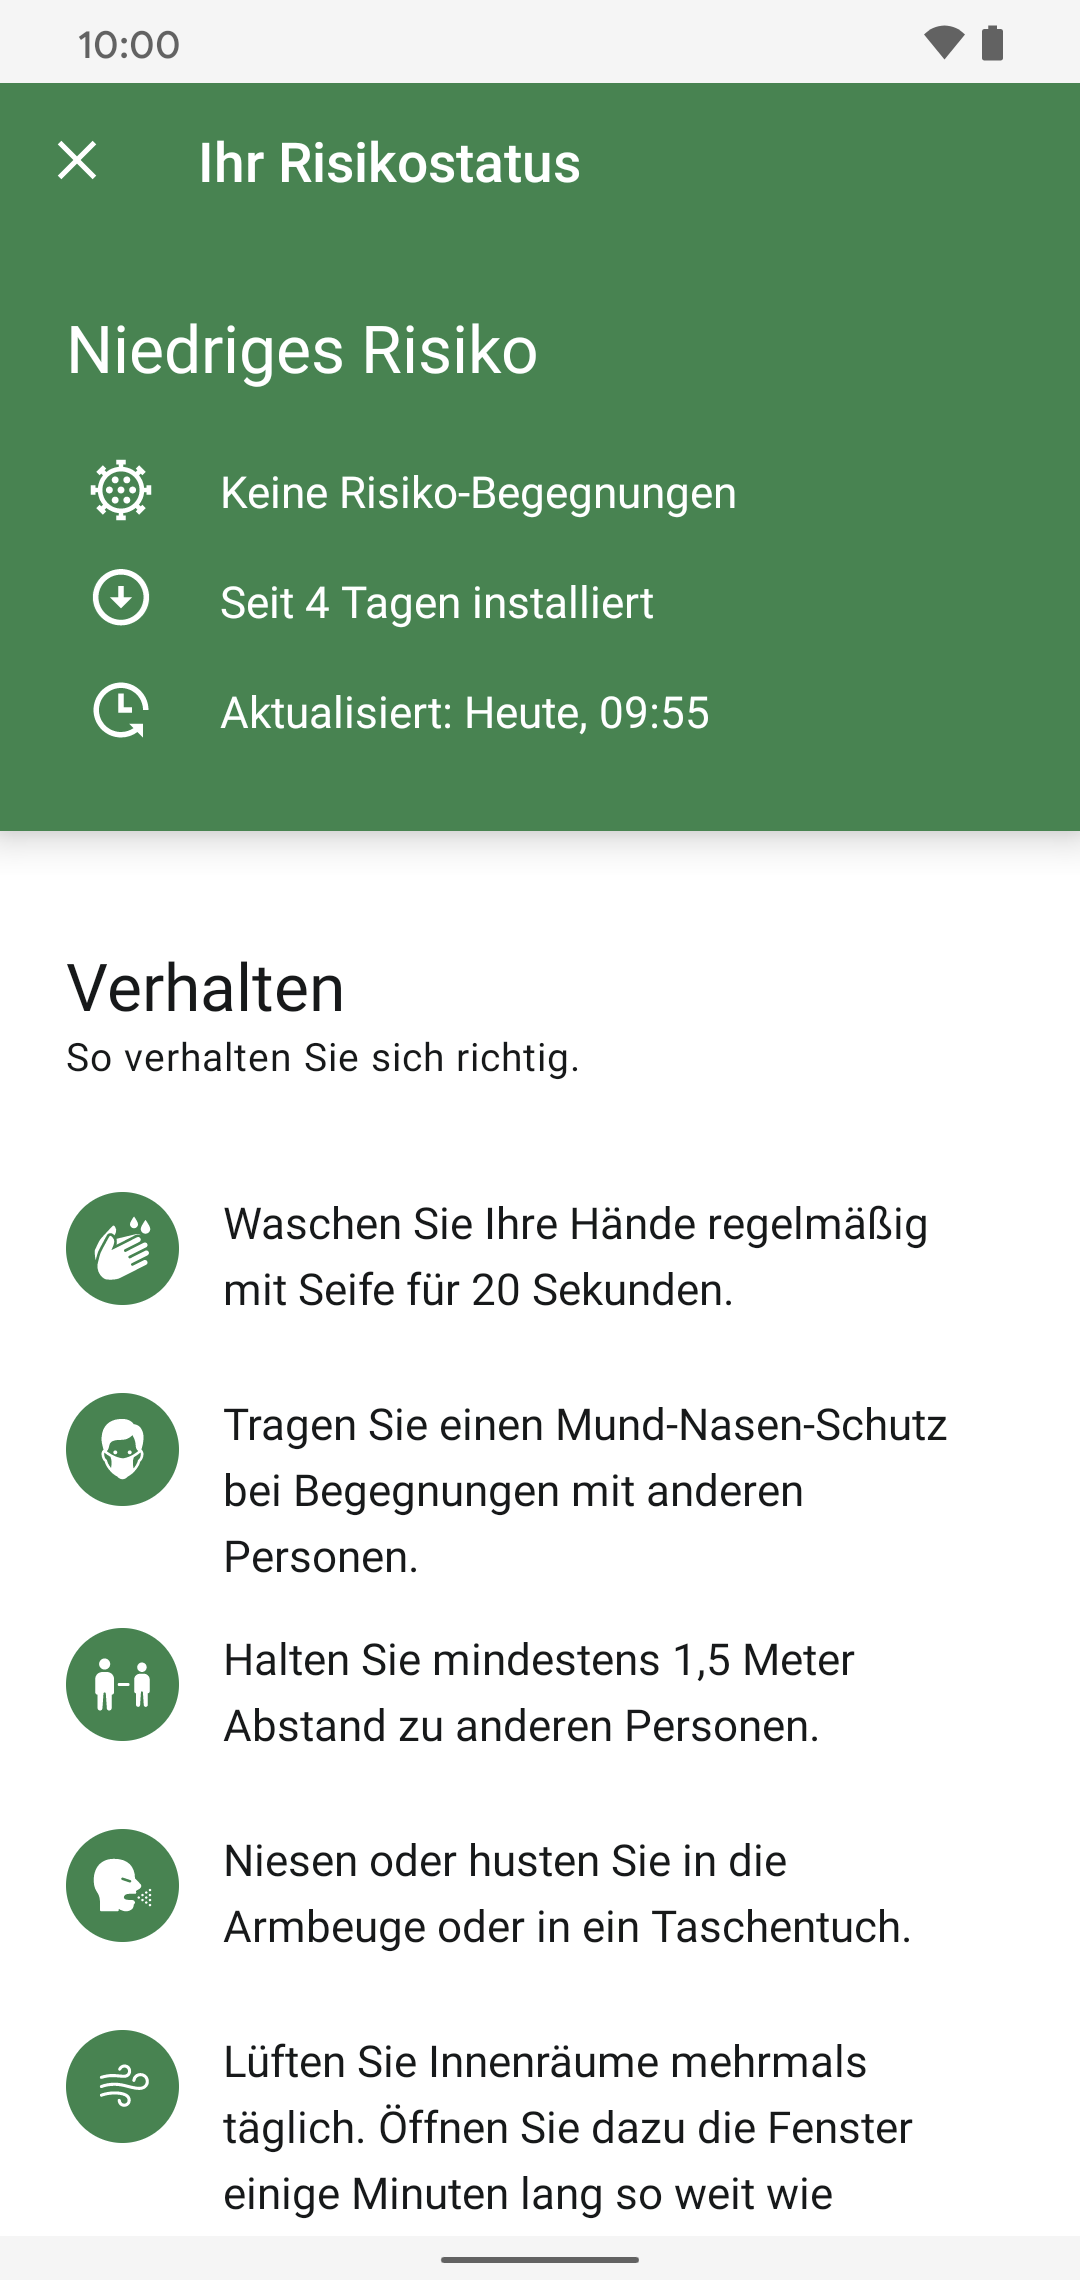 10:00
Ihr Risikostatus
Niedriges Risiko
Keine Risiko-Begegnungen
Seit 4 Tagen installiert
Aktualisiert: Heute, 09:55
Verhalten
So verhalten Sie sich richtig.
Waschen Sie Ihre Hände regelmäßig
mit Seife für 20 Sekunden.
Tragen Sie einen Mund-Nasen-Schutz
bei Begegnungen mit anderen
Personen.
Halten Sie mindestens 1,5 Meter
Abstand zu anderen Personen.
Niesen oder husten Sie in die
Armbeuge oder in ein Taschentuch.
Lüften Sie Innenräume mehrmals
täglich. Öffnen Sie dazu die Fenster
einige Minuten lang so weit wie